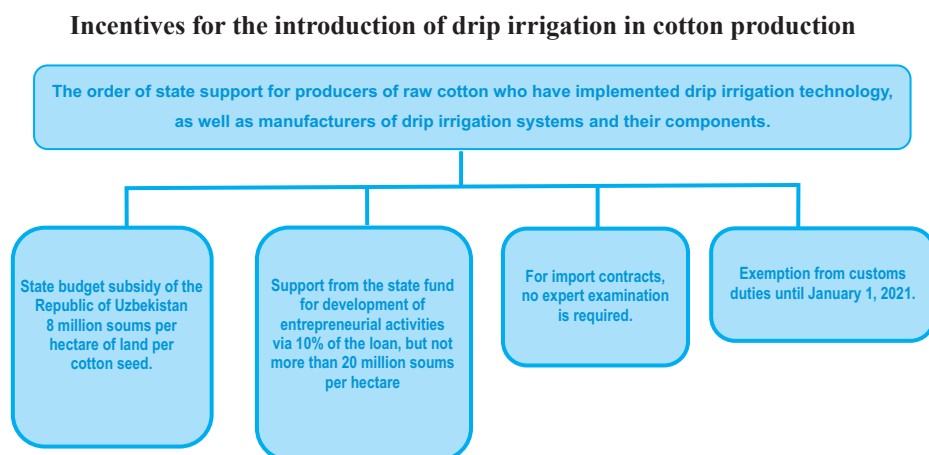 Incentives for the introduction of drip irrigation in cotton production
The order of state support for producers of raw cotton who have implemented drip irrigation technology,
as well as manufacturers of drip irrigation systems and their components.
State budget subsidy of the
Republic of Uzbekistan
8 million soums per
hectare of land per
cotton seed.
Support from the state fund
for development of
entrepreneurial activities
via 10% of the loan, but not
more than 20 million soums
per hectare
For import contracts,
no expert examination
is required.
Exemption from customs
duties until January 1, 2021.